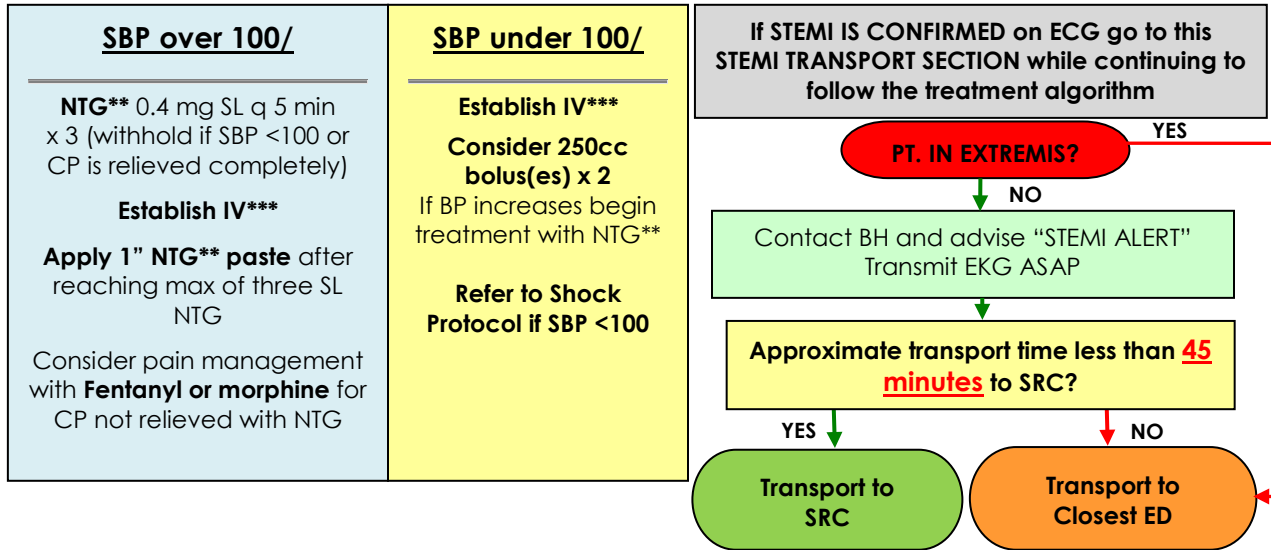 SBP over 100/
NTG** 0.4 mg SL q 5 min
x 3 (withhold if SBP <100 or
CP is relieved completely)
Establish IV***
Apply 1” NTG** paste after
reaching max of three SL
NTG
Consider pain management
with Fentanyl or morphine for
CP not relieved with NTG
SBP under 100/
Establish IV***
Consider 250cc
bolus(es) x 2
If BP increases begin
treatment with NTG**
Refer to Shock
Protocol if SBP <100
If STEMI IS CONFIRMED on ECG go to this
STEMI TRANSPORT SECTION while continuing to
follow the treatment algorithm
PT. IN EXTREMIS?
YES
NO
Contact BH and advise “STEMI ALERT”
Transmit EKG ASAP
Approximate transport time less than 45
minutes to SRC?
YES
NO
Transport to
SRC
Transport to
Closest ED